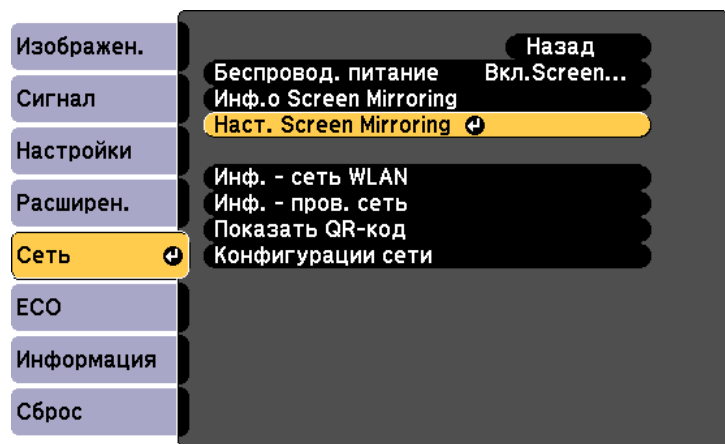 Изображен.
Сигнал
Настройки
Расширен.
Сеть
ECO
Информация
Сброс
Назад
Беспровод. питание Вкл.Screen...
Инф.о Screen Mirroring
Наст. Screen Mirroring
Инф. - сеть WLAN
Инф. - пров. сеть
Показать QR-код
Конфигурации сети